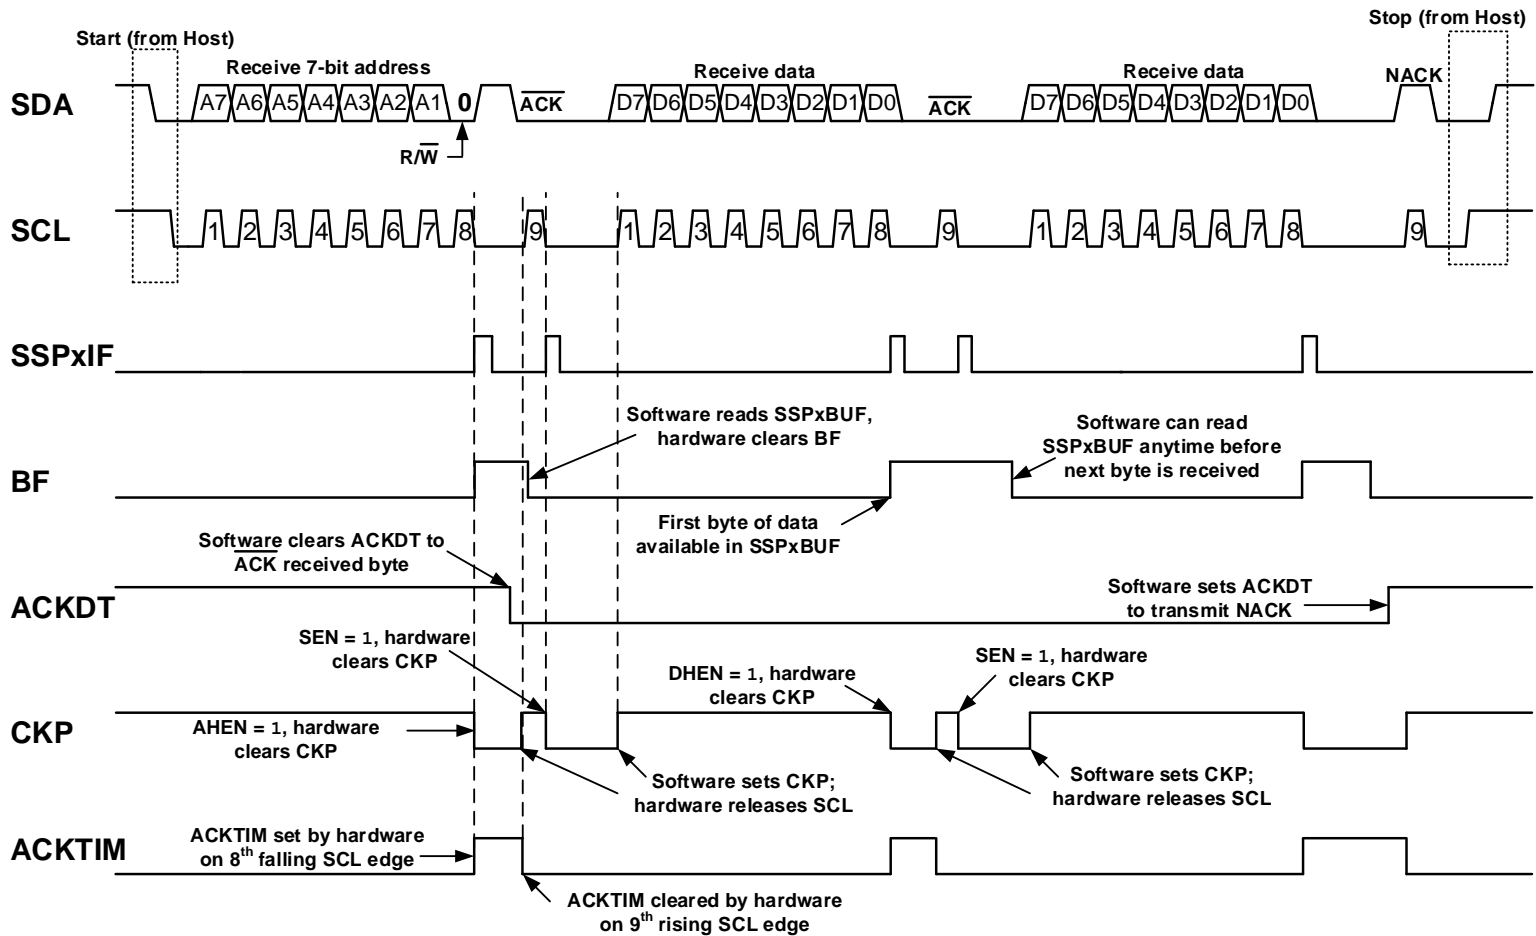 Start (from Host)
Stop (from Host)
Receive 7-bit address
Receive data
Receive data
NACK
SDA
A7 A6 A5 A4 A3 A2 A1 0 ACK D7 D6 D5 D4 D3 D2 D1 D0 ACK D7 D6 D5 D4 D3 D2 D1 D0
R/W
SCL
1 2 3 4 5 6 7 8 9 1 2 3 4 5 6 7 8 9 1 2 3 4 5 6 7 8 9
SSPxIF
Software reads SSPxBUF,
hardware clears BF
Software can read
SSPxBUF anytime before
next byte is received
BF
First byte of data
available in SSPxBUF
Software clears ACKDT to
ACK received byte
ACKDT
Software sets ACKDT
to transmit NACK
SEN = 1, hardware
clears CKP
DHEN = 1, hardware
clears CKP
SEN = 1, hardware
clears CKP
CKP
AHEN = 1, hardware
clears CKP
Software sets CKP;
hardware releases SCL
Software sets CKP;
hardware releases SCL
ACKTIM
ACKTIM set by hardware
on 8th falling SCL edge
ACKTIM cleared by hardware
on 9th rising SCL edge